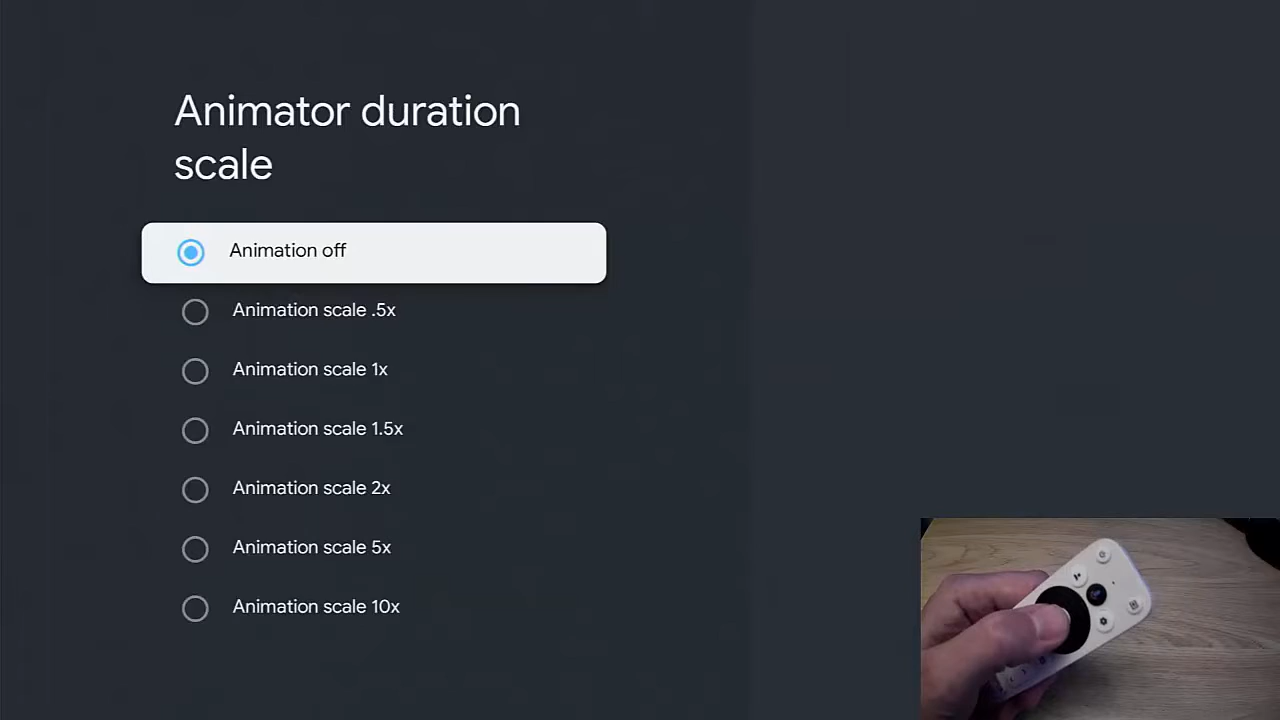 Animator duration
scale
Animation off
Animation scale .5x
Animation scale 1x
Animation scale 1.5x
Animation scale 2x
Animation scale 5x
Animation scale 10x